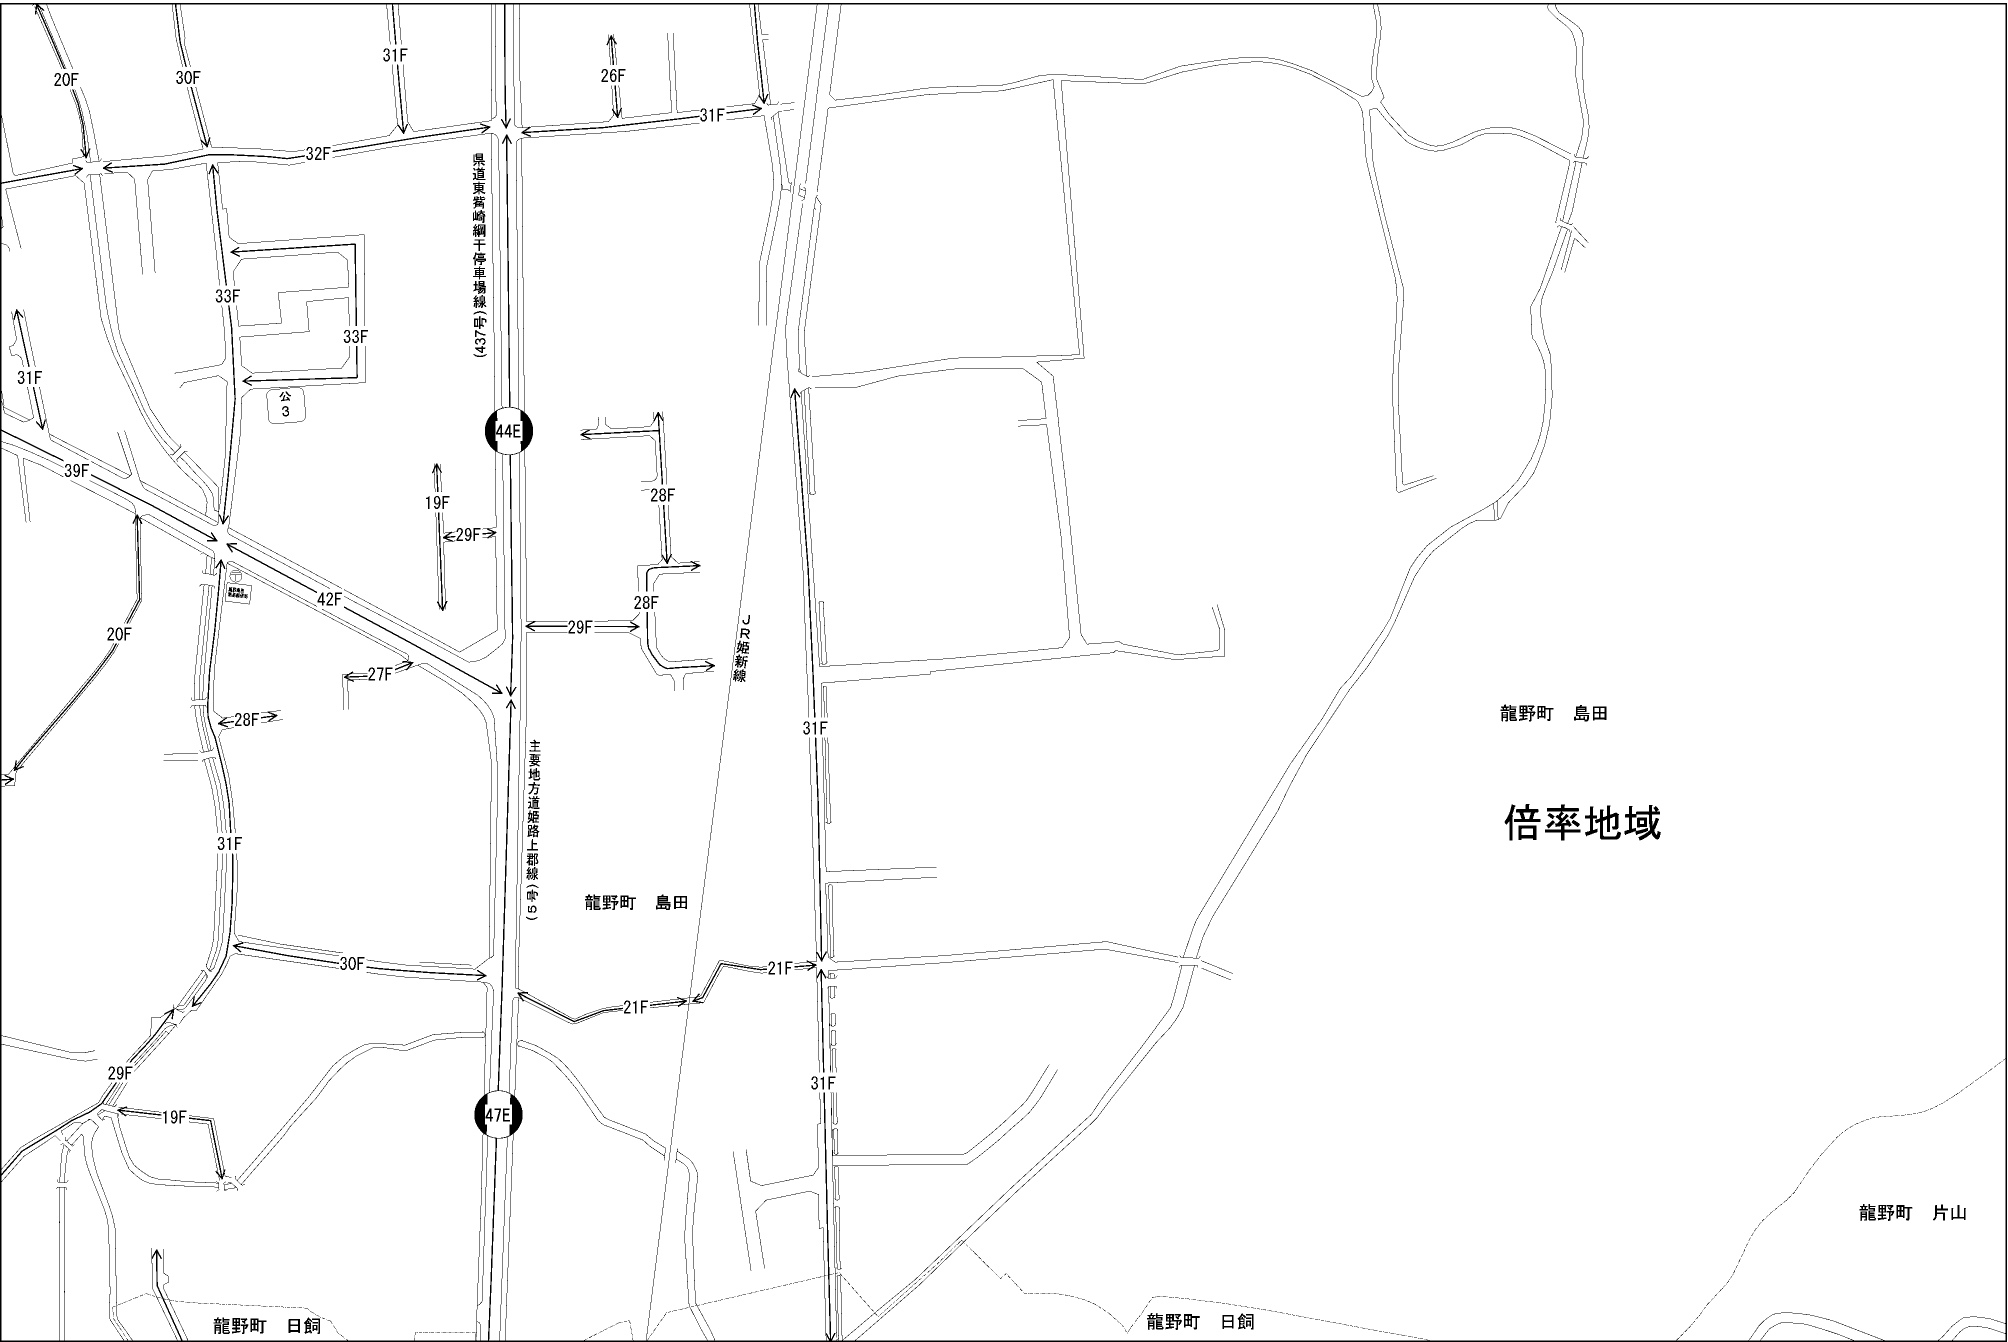 20F
30F
31F
26F
31F
32F
県道東觜崎網干停車場線(437号)
33F
33F
31F
公
3
44E
39F
19F
29F
28F
42F
28F
29F
20F
27F
JR姫新線
28F
31F
龍野町 島田
主要地方道姫路上郡線(5号)
倍率地域
31F
龍野町 島田
30F
21F
21F
29F
31F
19F
47E
龍野町 片山
龍野町 日飼
龍野町 日飼